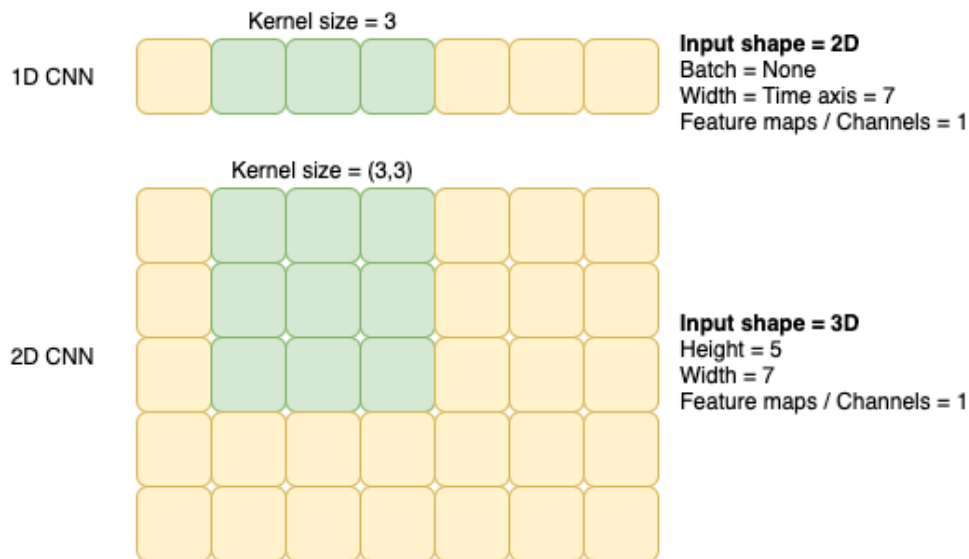 Kernel size = 3
1D CNN
Input shape = 2D
Batch = None
Width = Time axis = 7
Feature maps / Channels = 1
Kernel size = (3,3)
2D CNN
Input shape = 3D
Height = 5
Width = 7
Feature maps / Channels = 1